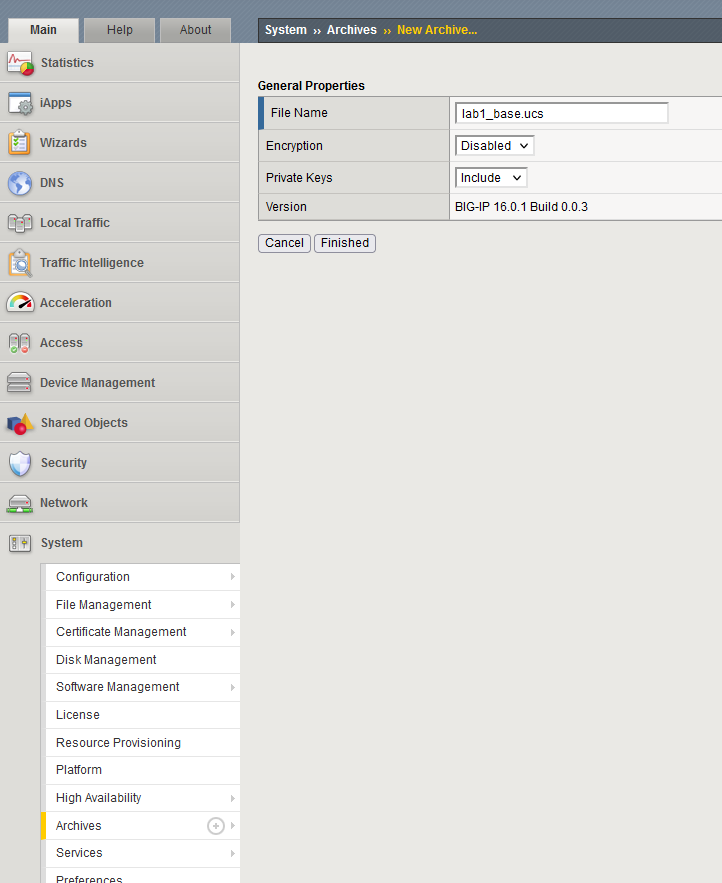 Main Help About
System ›› Archives ›› New Archive...
Statistics
iApps
Wizards
DNS
Local Traffic
Traffic Intelligence
Acceleration
Access
Device Management
Shared Objects
Security
Network
System
Configuration
File Management
Certificate Management
Disk Management
Software Management
License
Resource Provisioning
Platform
High Availability
Archives
Services
Preferences
General Properties
File Name lab1_base.ucs
Encryption Disabled
Private Keys Include
Version BIG-IP 16.0.1 Build 0.0.3
Cancel Finished